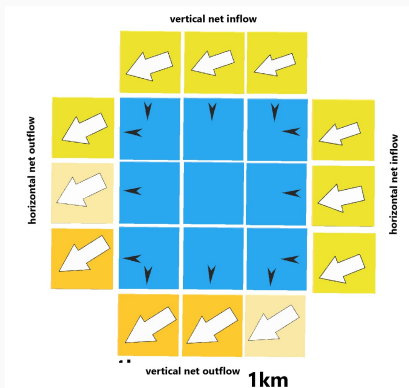 vertical net inflow
horizontal net outflow
horizontal net inflow
vertical net outflow
1km